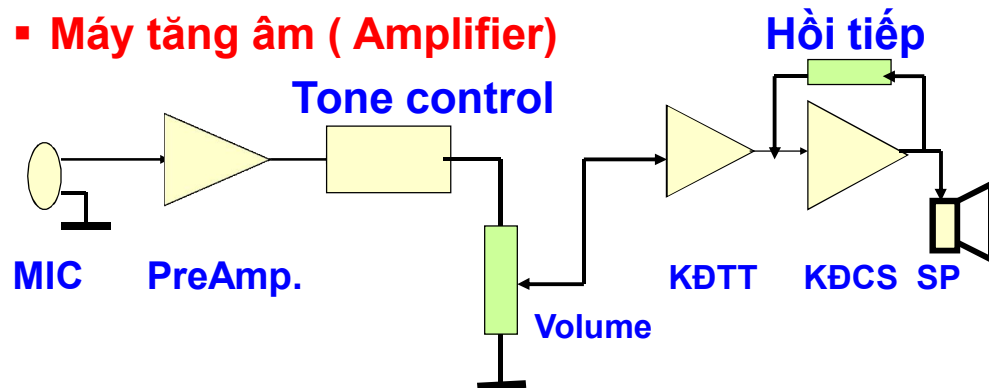 ▪ Máy tăng âm ( Amplifier)
Hồi tiếp
Tone control
MIC
PreAmp.
KĐTT
KĐCS
SP
Volume